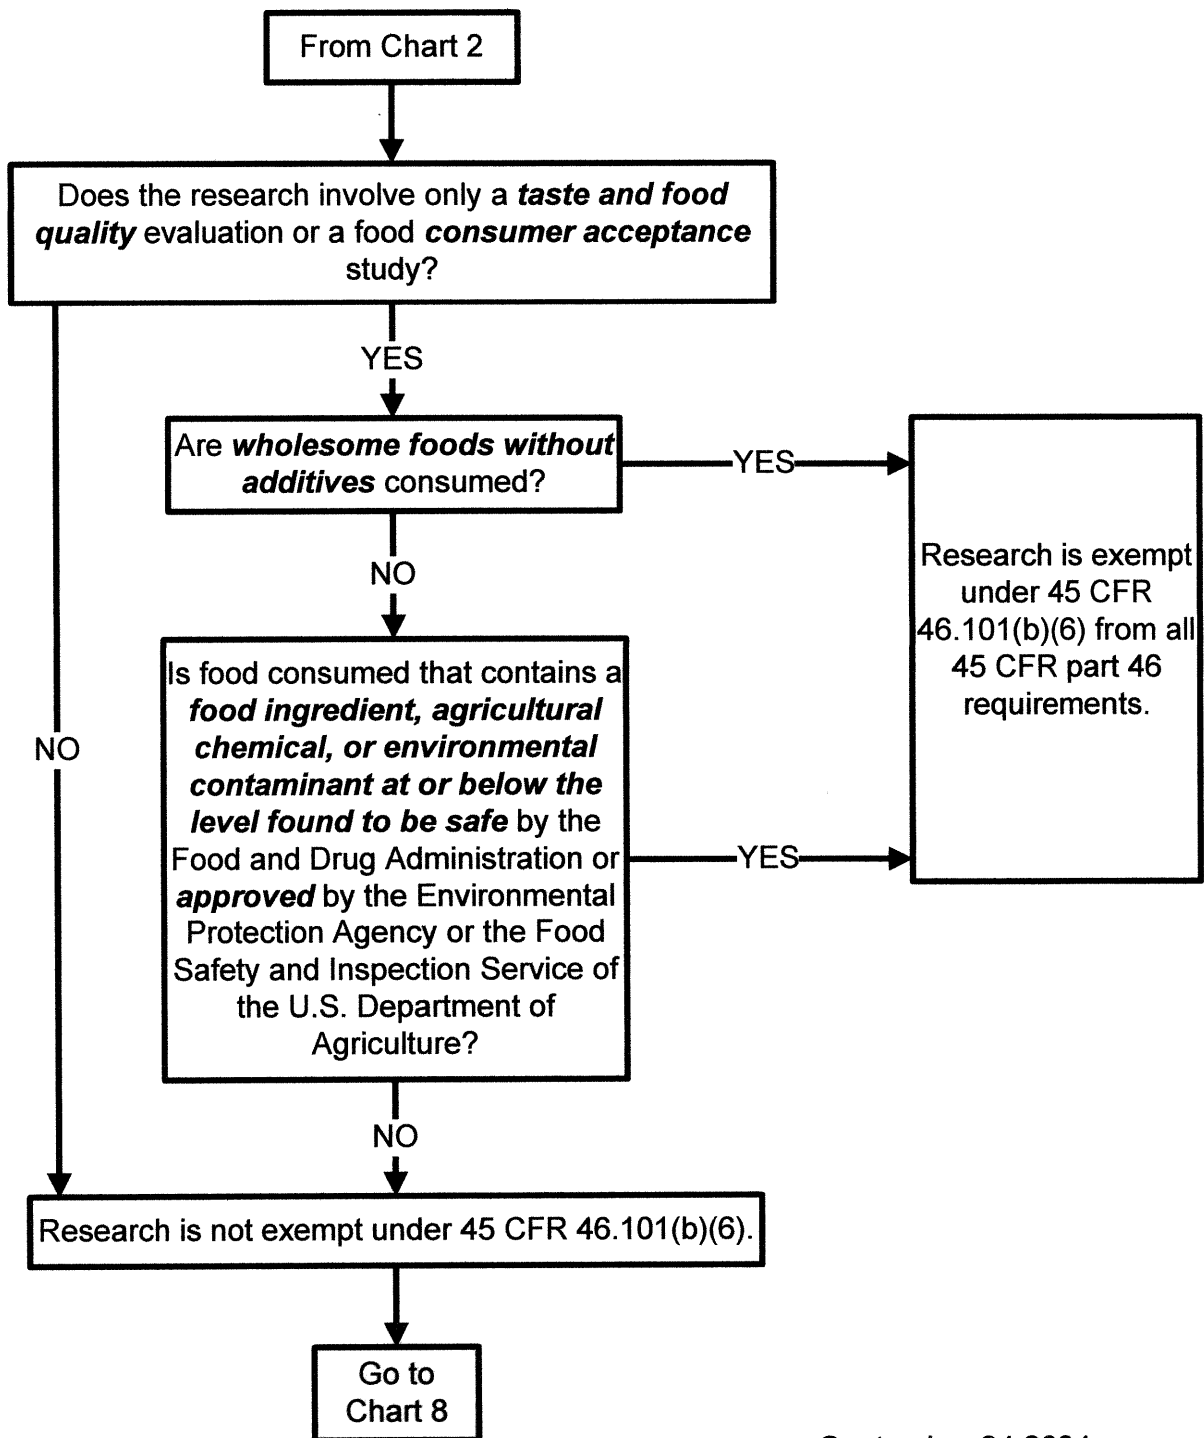 From Chart 2
Does the research involve only a taste and food
quality evaluation or a food consumer acceptance
study?
YES
Are wholesome foods without
additives consumed?
YES
NO
Is food consumed that contains a
food ingredient, agricultural
chemical, or environmental
contaminant at or below the
level found to be safe by the
Food and Drug Administration or
approved by the Environmental
Protection Agency or the Food
Safety and Inspection Service of
the U.S. Department of
Agriculture?
YES
Research is exempt
under 45 CFR
46.101(b)(6) from all
45 CFR part 46
requirements.
NO
NO
Research is not exempt under 45 CFR 46.101(b)(6).
Go to
Chart 8